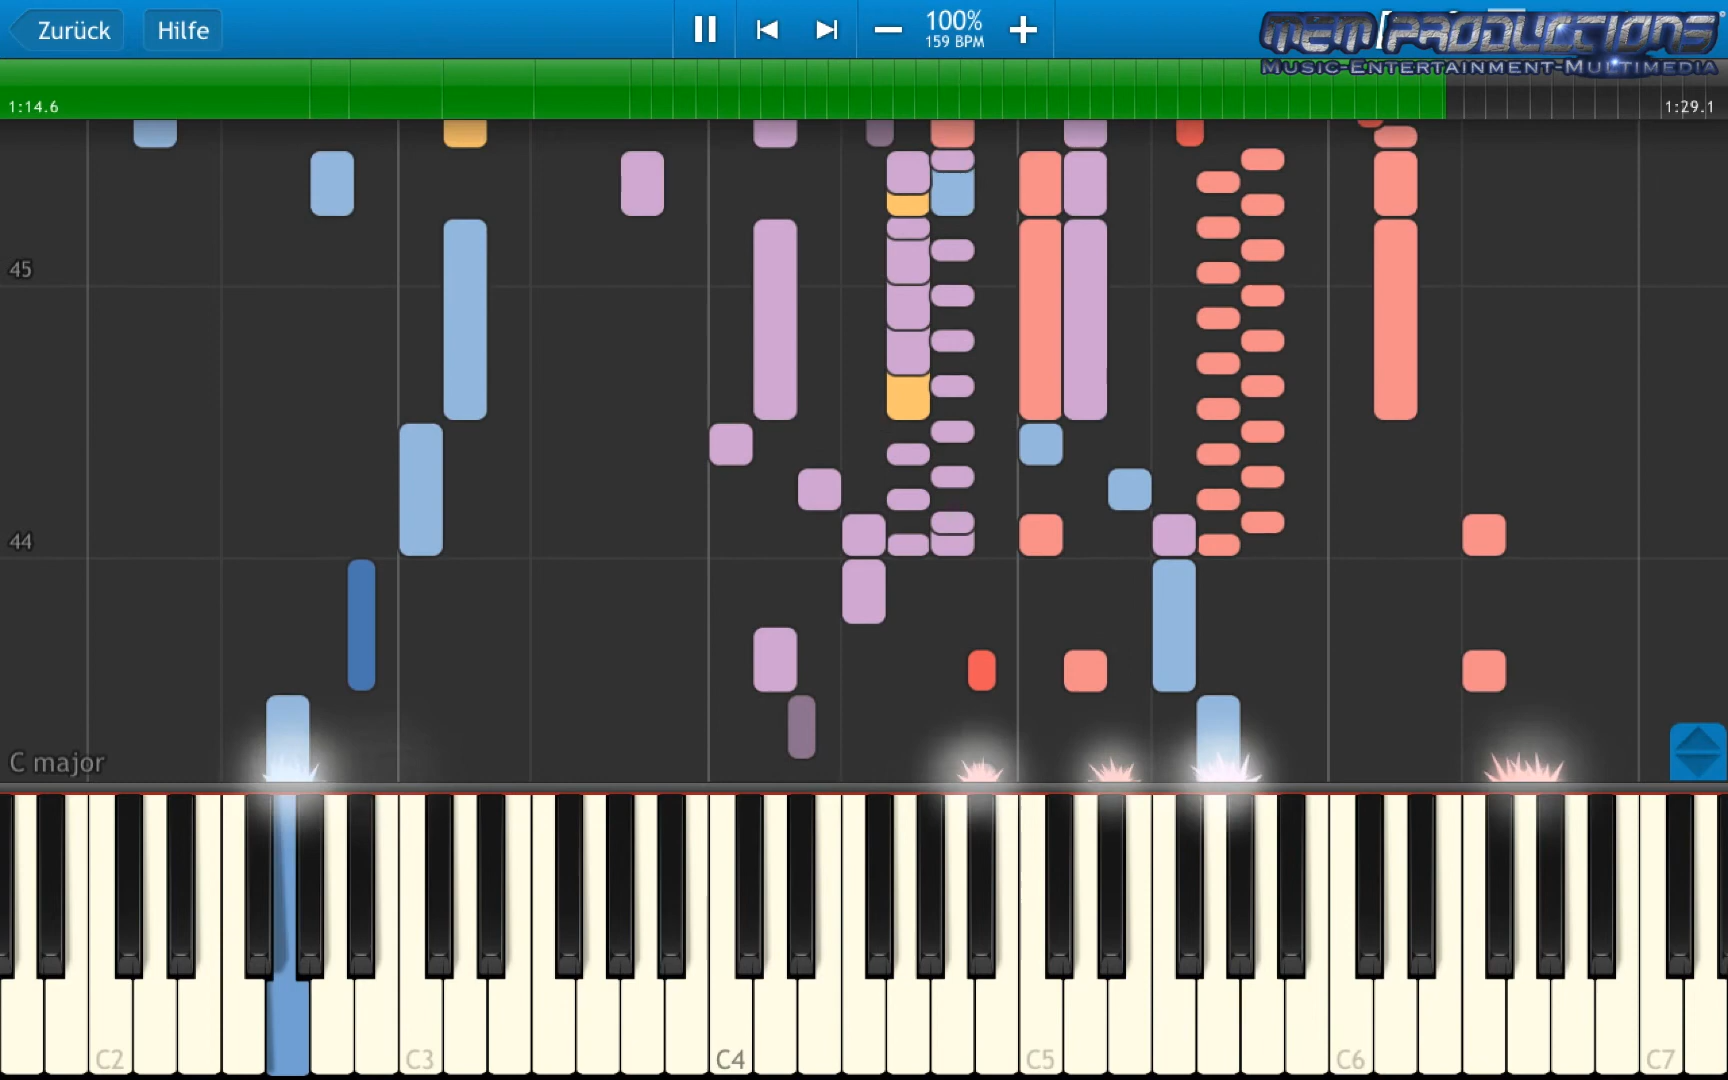 Zurück
Hilfe
100%
159 BPM
MEM PRODUCTIONS
MUSIC-ENTERTAINMENT-MULTIMEDIA
1:14.6
1:29.1
45
44
C major
C2
C3
C4
C5
C6
C7